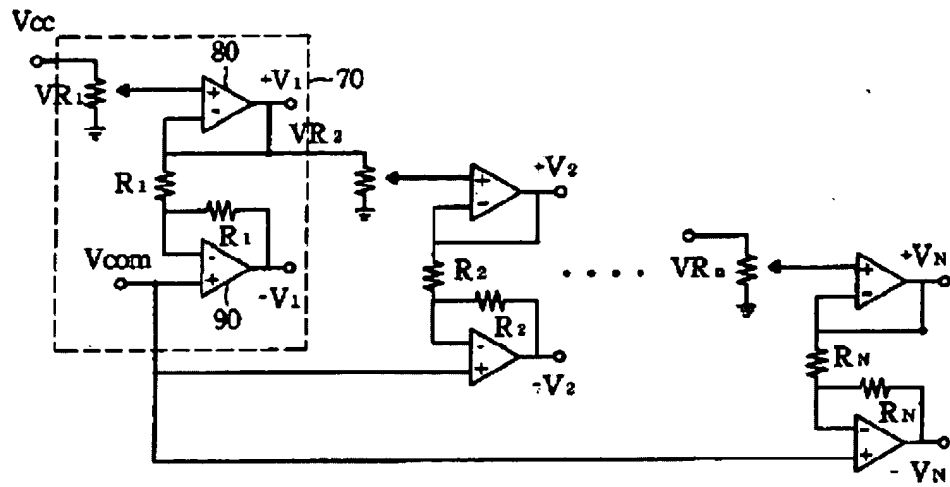 Vcc
80
+V1
70
VR1
+
-
VR2
R1
R1
Vcom
-
+
-V1
90
+V2
+
-
R2
R2
-
+
-V2
. . . .
VRn
+VN
+
-
RN
RN
-
+
- VN